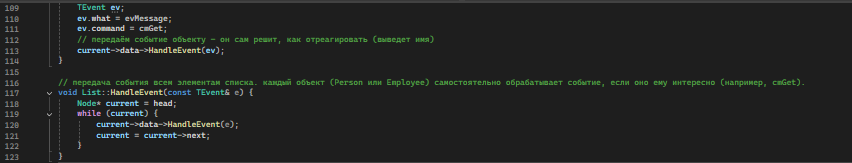 109 TEvent ev;
110 ev.what = evMessage;
111 ev.command = cmGet;
112 // передаём событие объекту – он сам решит, как отреагировать (выведет имя)
113 current->data->HandleEvent(ev);
114 }
115
116 // передача события всем элементам списка. каждый объект (Person или Employee) самостоятельно обрабатывает событие, если оно ему интересно (например, cmGet).
117 void List::HandleEvent(const TEvent& e) {
118 Node* current = head;
119 while (current) {
120 current->data->HandleEvent(e);
121 current = current->next;
122 }
123 }